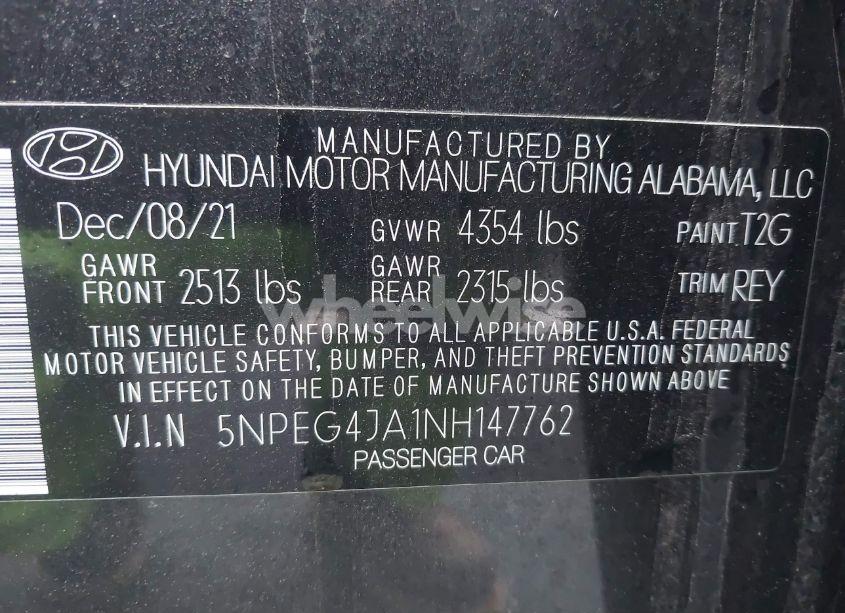 MANUFACTURED BY
HYUNDAI MOTOR MANUFACTURING ALABAMA, LLC
Dec/08/21 GVWR 4354 lbs PAINT T2G
GAWR FRONT 2513 lbs GAWR REAR 2315 lbs TRIM REY
wheelwise
THIS VEHICLE CONFORMS TO ALL APPLICABLE U.S.A. FEDERAL
MOTOR VEHICLE SAFETY, BUMPER, AND THEFT PREVENTION STANDARDS
IN EFFECT ON THE DATE OF MANUFACTURE SHOWN ABOVE
V.I.N 5NPEG4JA1NH147762
PASSENGER CAR